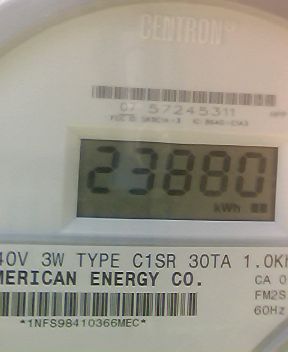 CENTRON®
07 57245311
23880
kWh
40V 3W TYPE C1SR 30TA 1.0K
MERICAN ENERGY CO.
CA 0
FM2S
60Hz
*1NFS98410366MEC*